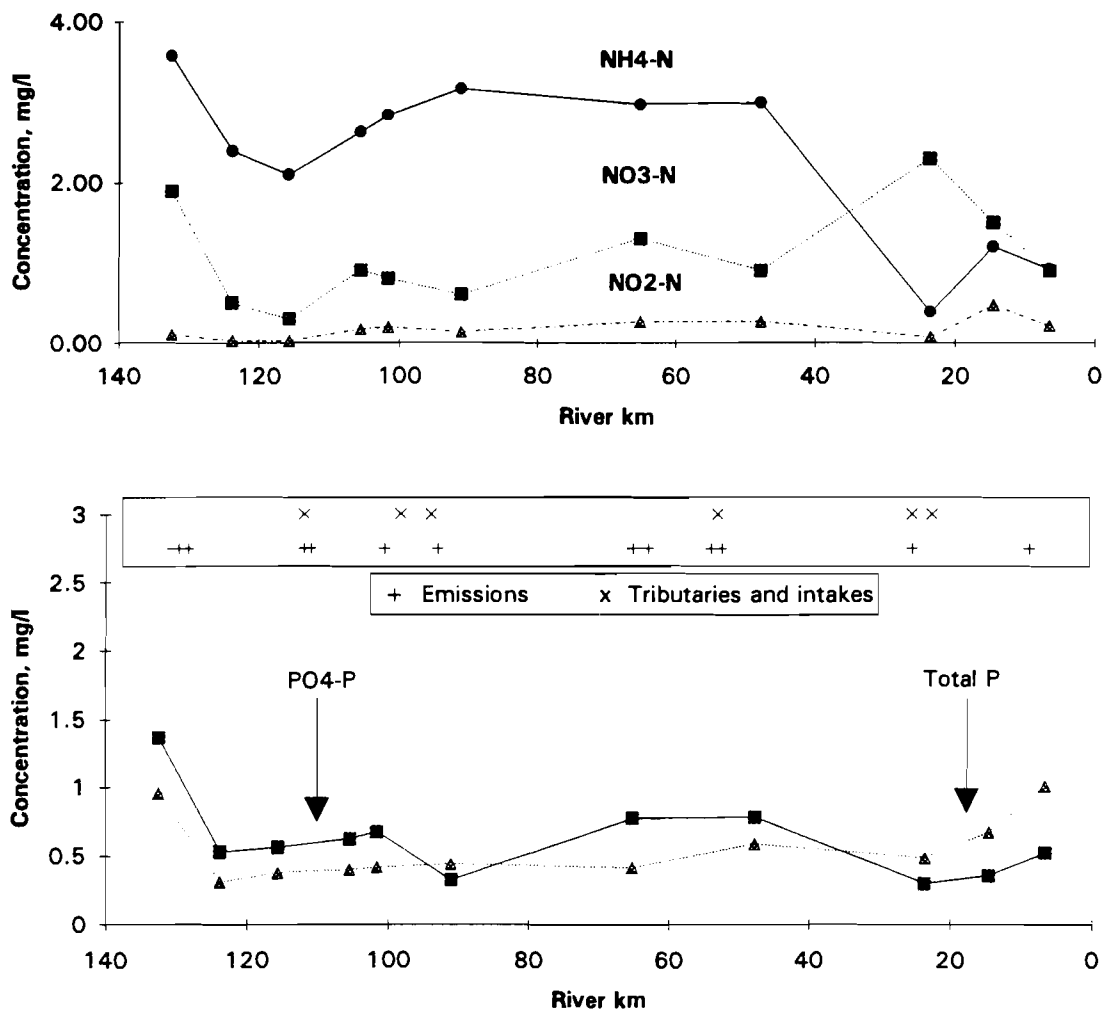 4.00
NH4-N
NO3-N
2.00
NO2-N
0.00
Concentration, mg/l
140 120 100 80 60 40 20 0
River km
3
2.5
+ Emissions x Tributaries and intakes
2
PO4-P Total P
1.5
1
0.5
0
Concentration, mg/l
140 120 100 80 60 40 20 0
River km